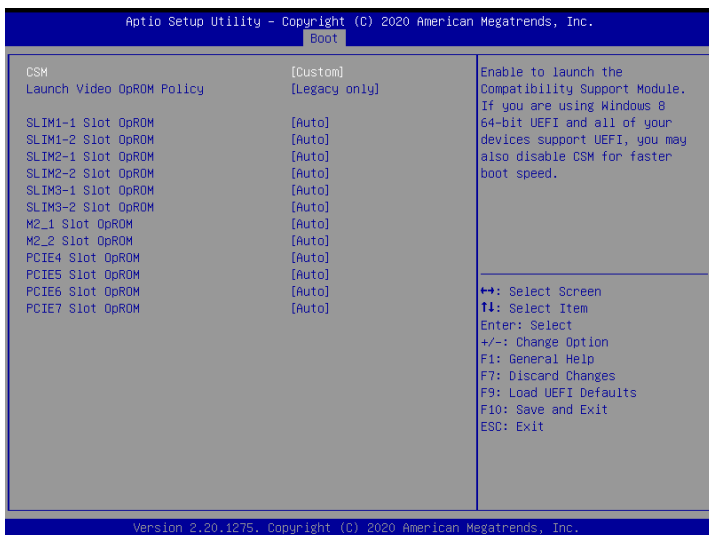 Aptio Setup Utility – Copyright (C) 2020 American Megatrends, Inc.
Boot
CSM [Custom]
Launch Video OpROM Policy [Legacy only]
SLIM1-1 Slot OpROM [Auto]
SLIM1-2 Slot OpROM [Auto]
SLIM2-1 Slot OpROM [Auto]
SLIM2-2 Slot OpROM [Auto]
SLIM3-1 Slot OpROM [Auto]
SLIM3-2 Slot OpROM [Auto]
M2_1 Slot OpROM [Auto]
M2_2 Slot OpROM [Auto]
PCIE4 Slot OpROM [Auto]
PCIE5 Slot OpROM [Auto]
PCIE6 Slot OpROM [Auto]
PCIE7 Slot OpROM [Auto]
Enable to launch the
Compatibility Support Module.
If you are using Windows 8
64-bit UEFI and all of your
devices support UEFI, you may
also disable CSM for faster
boot speed.
↔: Select Screen
↑↓: Select Item
Enter: Select
+/-: Change Option
F1: General Help
F7: Discard Changes
F9: Load UEFI Defaults
F10: Save and Exit
ESC: Exit
Version 2.20.1275. Copyright (C) 2020 American Megatrends, Inc.